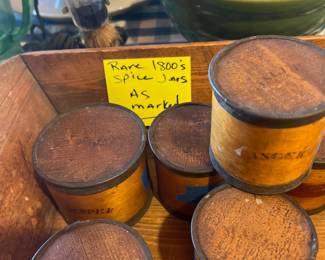 Rare 1800's
Spice Jars
AS
marked
GINGER